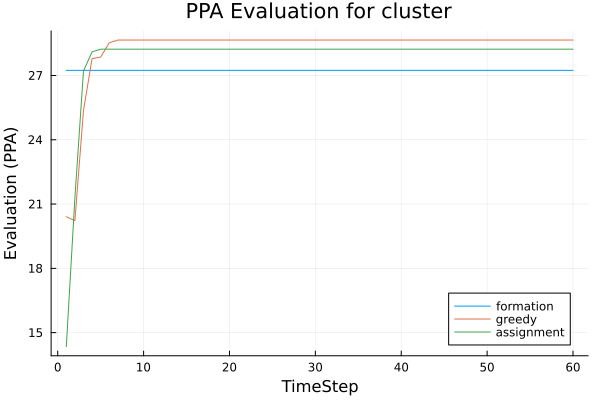 PPA Evaluation for cluster
Evaluation (PPA)
27
24
21
18
15
0 10 20 30 40 50 60
TimeStep
formation
greedy
assignment